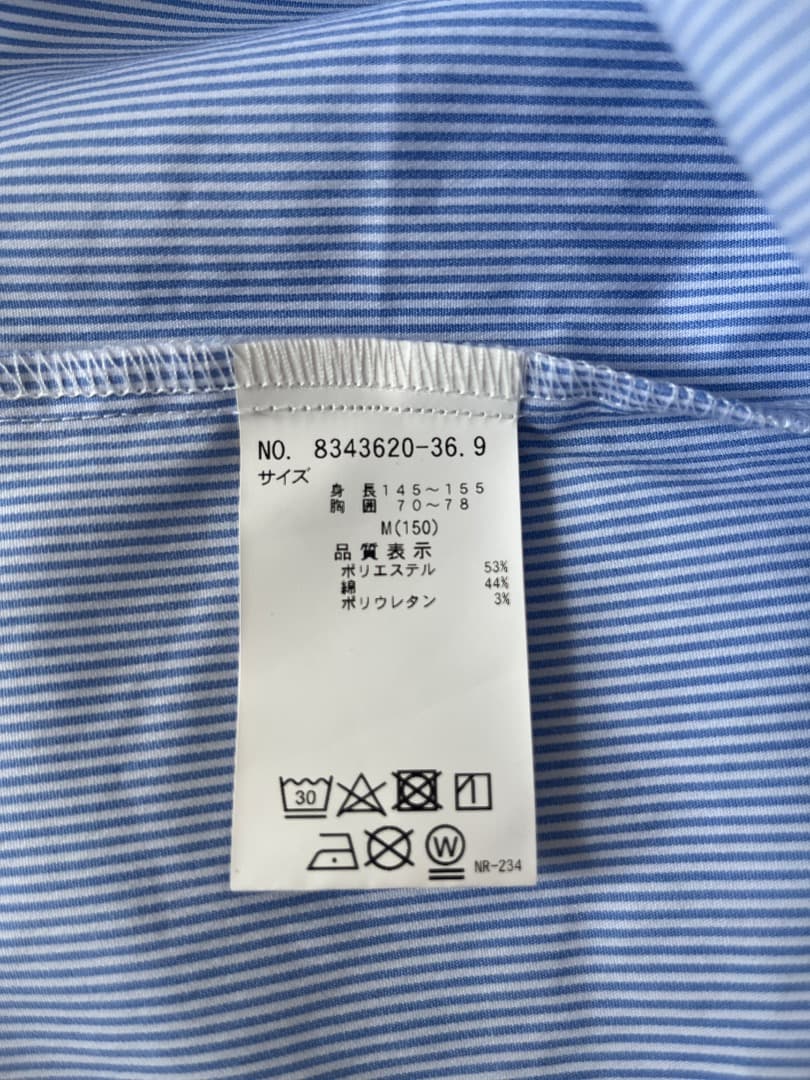 NO. 8343620-36.9
サイズ
身 長 145～155
胸 囲 70～78
M(150)
品質表示
ポリエステル 53%
綿 44%
ポリウレタン 3%
30
W
NR-234